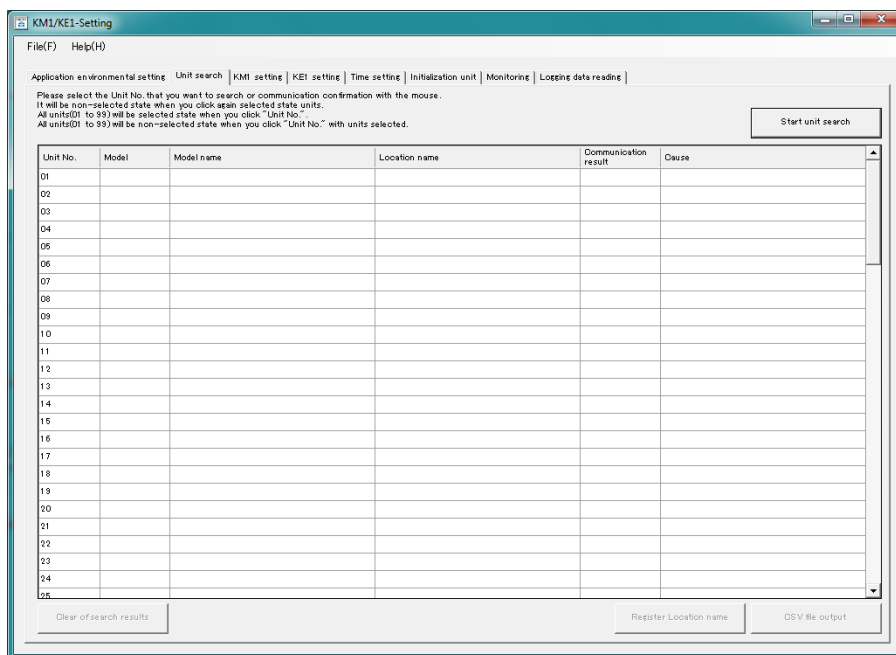 KM1/KE1-Setting
File(F) Help(H)
Application environmental setting Unit search KM1 setting KE1 setting Time setting Initialization unit Monitoring Logging data reading
Please select the Unit No. that you want to search or communication confirmation with the mouse.
It will be non-selected state when you click again selected state units.
All units(01 to 99) will be selected state when you click "Unit No.".
All units(01 to 99) will be non-selected state when you click "Unit No." with units selected.
Start unit search
Unit No. Model Model name Location name Communication result Cause
01
02
03
04
05
06
07
08
09
10
11
12
13
14
15
16
17
18
19
20
21
22
23
24
25
Clear of search results Register Location name CSV file output